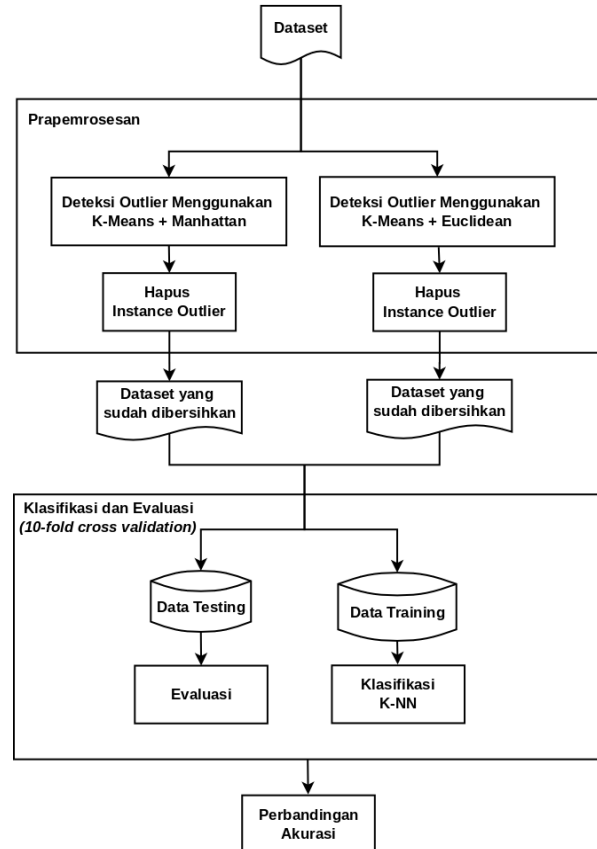 Dataset
Prapemrosesan
Deteksi Outlier Menggunakan
K-Means + Manhattan
Deteksi Outlier Menggunakan
K-Means + Euclidean
Hapus
Instance Outlier
Hapus
Instance Outlier
Dataset yang
sudah dibersihkan
Dataset yang
sudah dibersihkan
Klasifikasi dan Evaluasi
(10-fold cross validation)
Data Testing
Data Training
Evaluasi
Klasifikasi
K-NN
Perbandingan
Akurasi